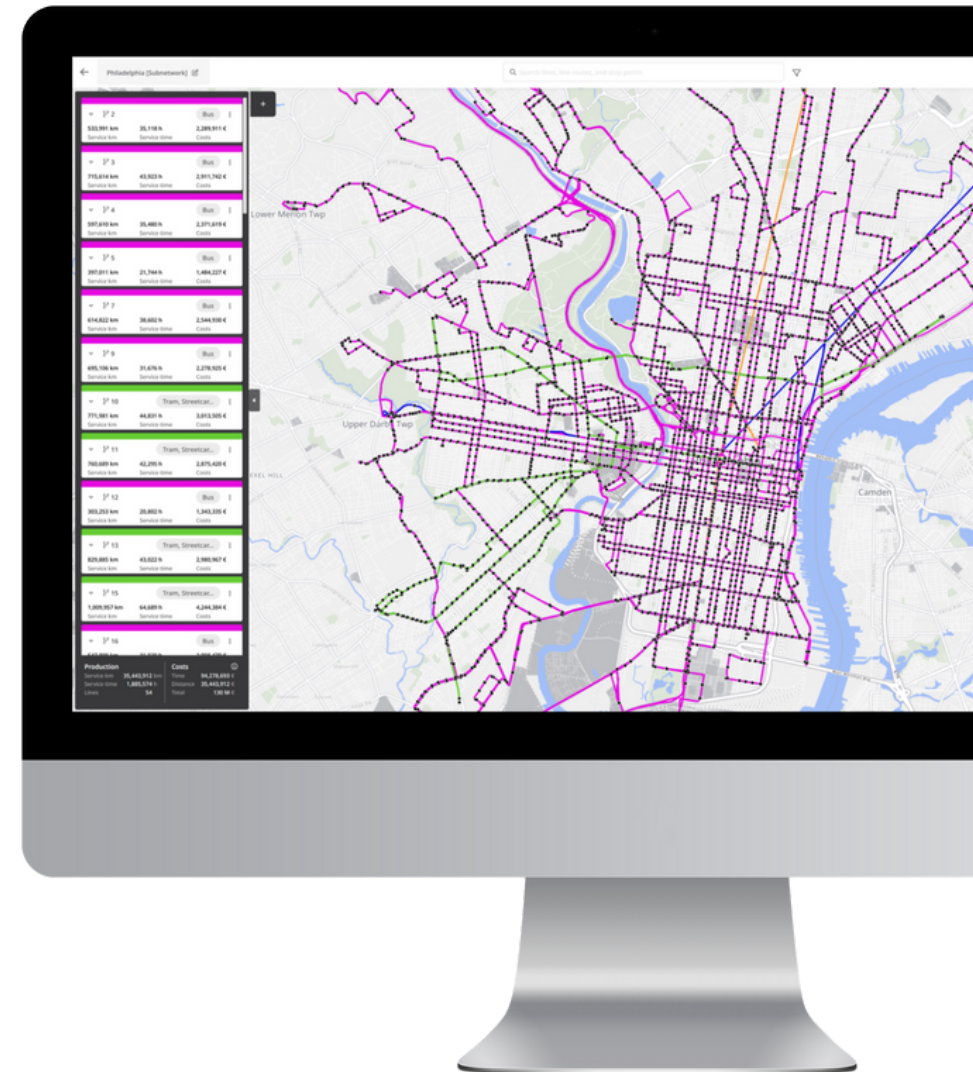 Philadelphia [Subnetwork]
Search lines, line routes, and stop points
+
2 Bus
533,991 km 35,118 h 2,289,911 €
Service km Service time Costs
3 Bus
715,614 km 43,923 h 2,911,742 €
Service km Service time Costs
4 Bus
597,610 km 35,480 h 2,371,619 €
Service km Service time Costs
5 Bus
397,011 km 21,744 h 1,484,227 €
Service km Service time Costs
7 Bus
614,822 km 38,602 h 2,544,930 €
Service km Service time Costs
9 Bus
695,106 km 31,676 h 2,278,925 €
Service km Service time Costs
10 Tram, Streetcar...
771,981 km 44,831 h 3,013,505 €
Service km Service time Costs
11 Tram, Streetcar...
760,689 km 42,295 h 2,875,420 €
Service km Service time Costs
12 Bus
303,253 km 20,802 h 1,343,335 €
Service km Service time Costs
13 Tram, Streetcar...
829,885 km 43,022 h 2,980,967 €
Service km Service time Costs
15 Tram, Streetcar...
1,009,957 km 64,689 h 4,244,384 €
Service km Service time Costs
16 Bus
Production Costs
Service km 35,443,912 km Time 94,278,693 €
Service time 1,885,574 h Distance 35,443,912 €
Lines 54 Total 130 M €
Lower Merion Twp
Upper Darby Twp
EXEL HILL
Camden